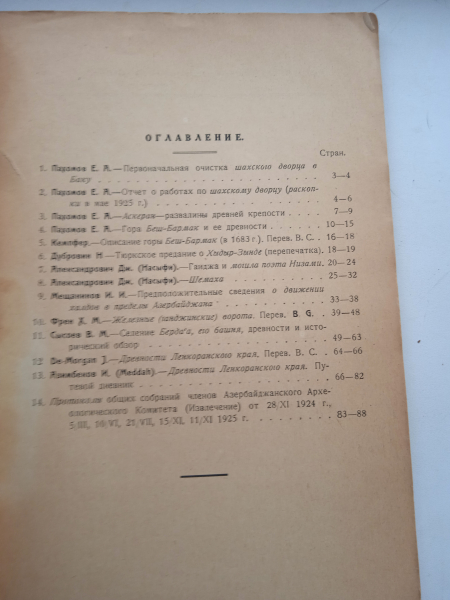 ОГЛАВЛЕНИЕ.
Стран.
1. Пахомов Е. А.—Первоначальная очистка шахского дворца в
Баку . . . . . . . . . . . . . . . . 3—4
2. Пахомов Е. А.—Отчет о работах по шахскому дворцу (раскоп-
ки в мае 1925 г.) . . . . . . . . . . . . 4—6
3. Пахомов Е. А.—Аскеран—развалины древней крепости . . . . 7—9
4. Пахомов Е. А.—Гора Беш-Бармак и ее древности . . . . . 10—15
5. Кемпфер.—Описание горы Беш-Бармак (в 1683 г.). Перев. В. С. . 16—18
6. Дубровин М.—Тюркское предание о Хыдыр-Зынде (перепечатка). 18—19
7. Александрович Дж. (Насыфи).—Ганджа и могила поэта Низами. 20—24
8. Александрович Дж. (Насыфи).—Шемаха . . . . . . . . 25—32
9. Мещанинов И. И.—Предположительные сведения о движении
халдов в пределы Азербайджана . . . . . . . . 33—38
10. Френ Х. М.—Железные (ганджинские) ворота. Перев. В. G. . 39—48
11. Сысоев В. М.—Селение Берда'а, его башня, древности и исто-
рический обзор . . . . . . . . . . . . . 49—63
12. De-Morgan J.—Древности Ленкоранского края. Перев. В. С. . . 64—66
13. Азимбеков И. (Meddah).—Древности Ленкоранского края. Пу-
тевой дневник . . . . . . . . . . . . . 66—82
14. Протоколы общих собраний членов Азербайджанского Архе-
ологического Комитета (Извлечение) от 28/XI 1924 г.,
5/III, 10/VI, 21/VII, 15/XI, 11/XI 1925 г. . . . . . . . . 83—88